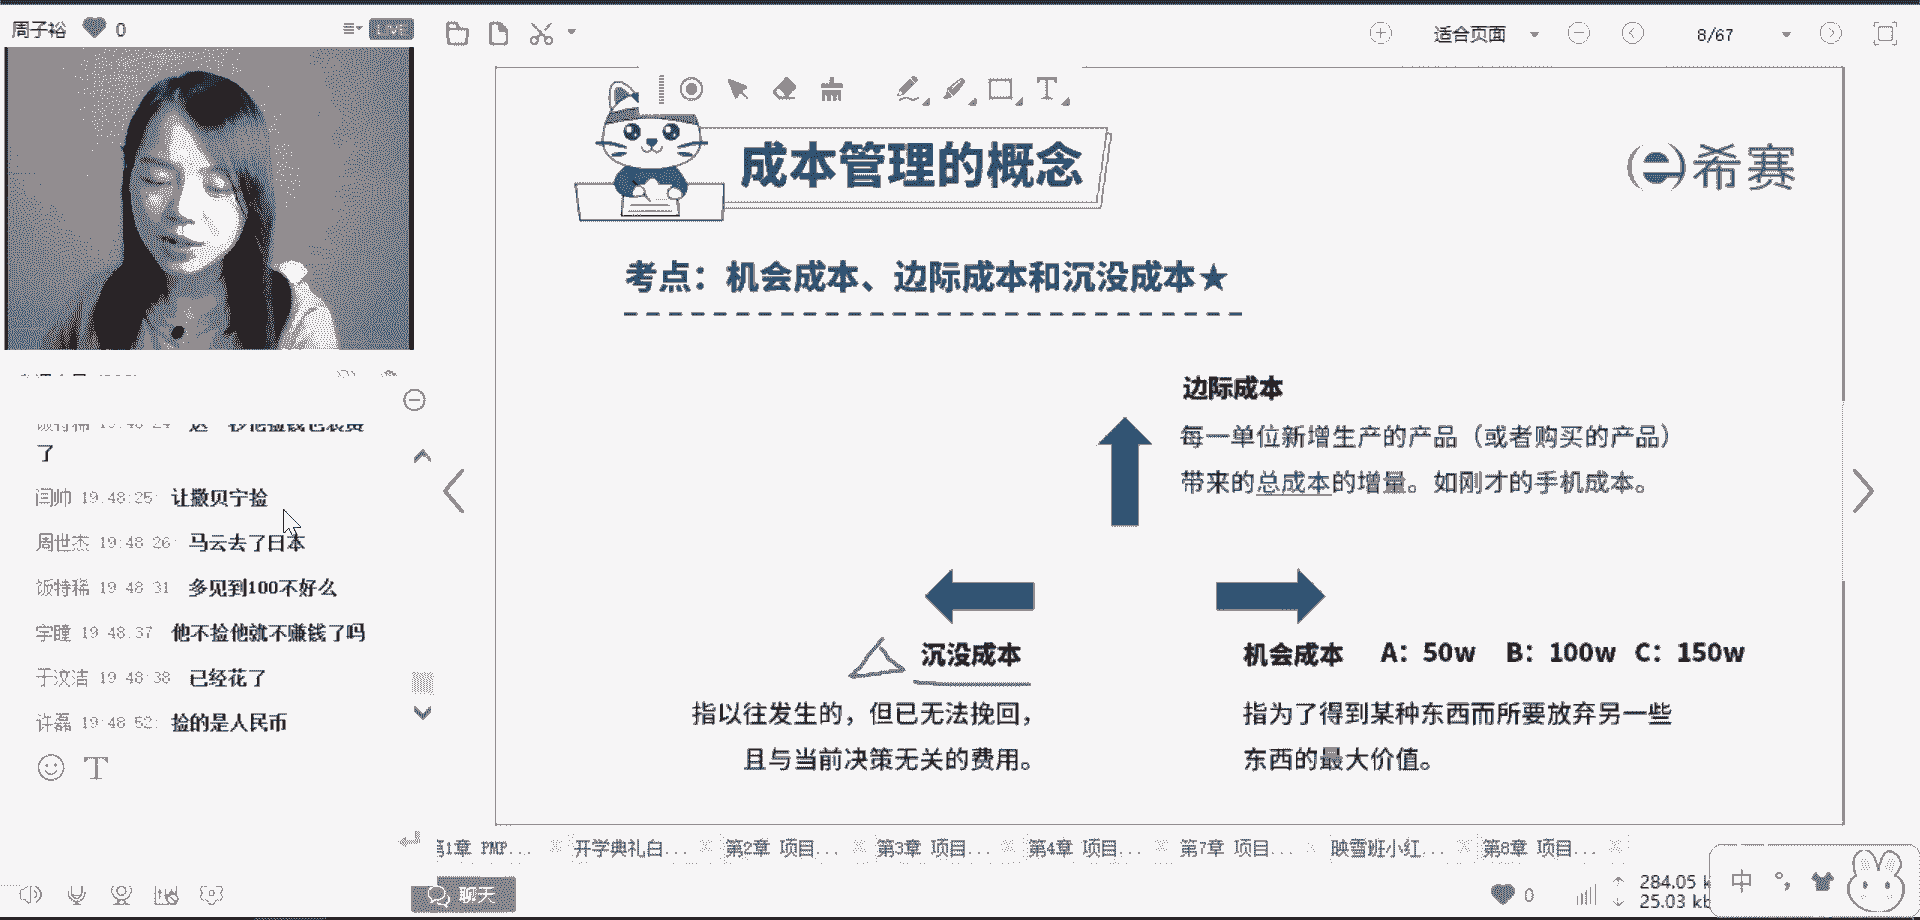 周子裕 0
LIVE
适合页面
8/67
成本管理的概念
希赛
考点：机会成本、边际成本和沉没成本★
边际成本
每一单位新增生产的产品（或者购买的产品）
带来的总成本的增量。如刚才的手机成本。
沉没成本
指以往发生的，但已无法挽回，
且与当前决策无关的费用。
机会成本 A：50w B：100w C：150w
指为了得到某种东西而所要放弃另一些
东西的最大价值。
了
闫帅 19:48:25: 让撒贝宁捡
周世杰 19:48:26: 马云去了日本
饭特稀 19:48:31 多见到100不好么
宇瞳 19:48:37 他不捡他就不赚钱了吗
于汶洁 19:48:38 已经花了
许磊 19:48:52: 捡的是人民币
第1章 PMP...
开学典礼白...
第2章 项目...
第3章 项目...
第4章 项目...
第7章 项目...
映雪班小红...
第8章 项目...
聊天
0
284.05 k
25.03 kb
中